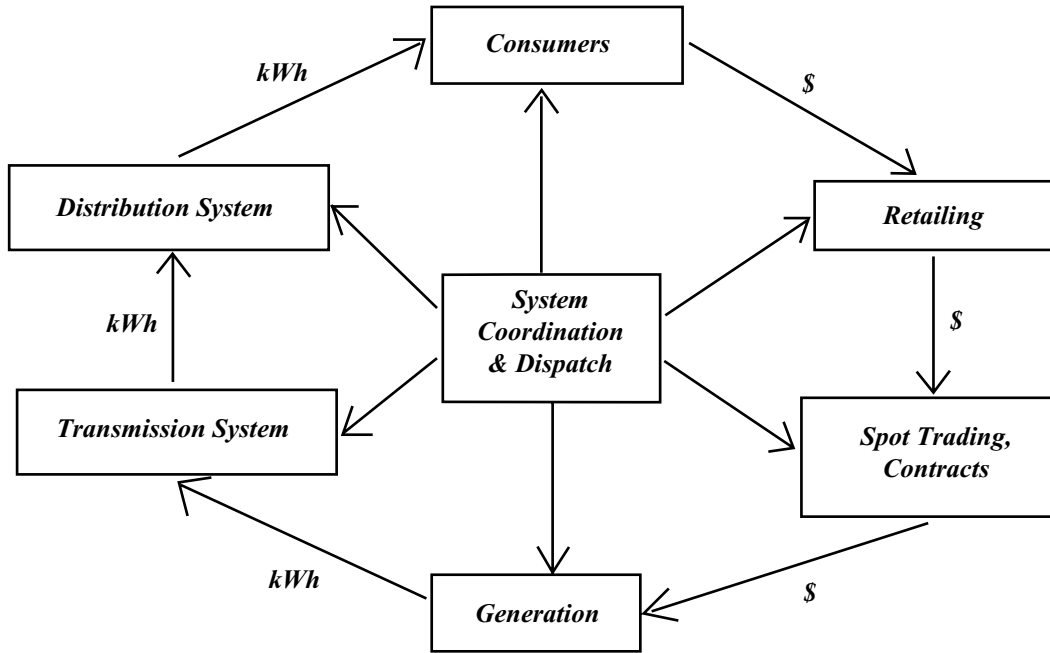 Consumers
kWh
$
Distribution System
Retailing
System
Coordination
& Dispatch
kWh
$
Transmission System
Spot Trading,
Contracts
kWh
$
Generation